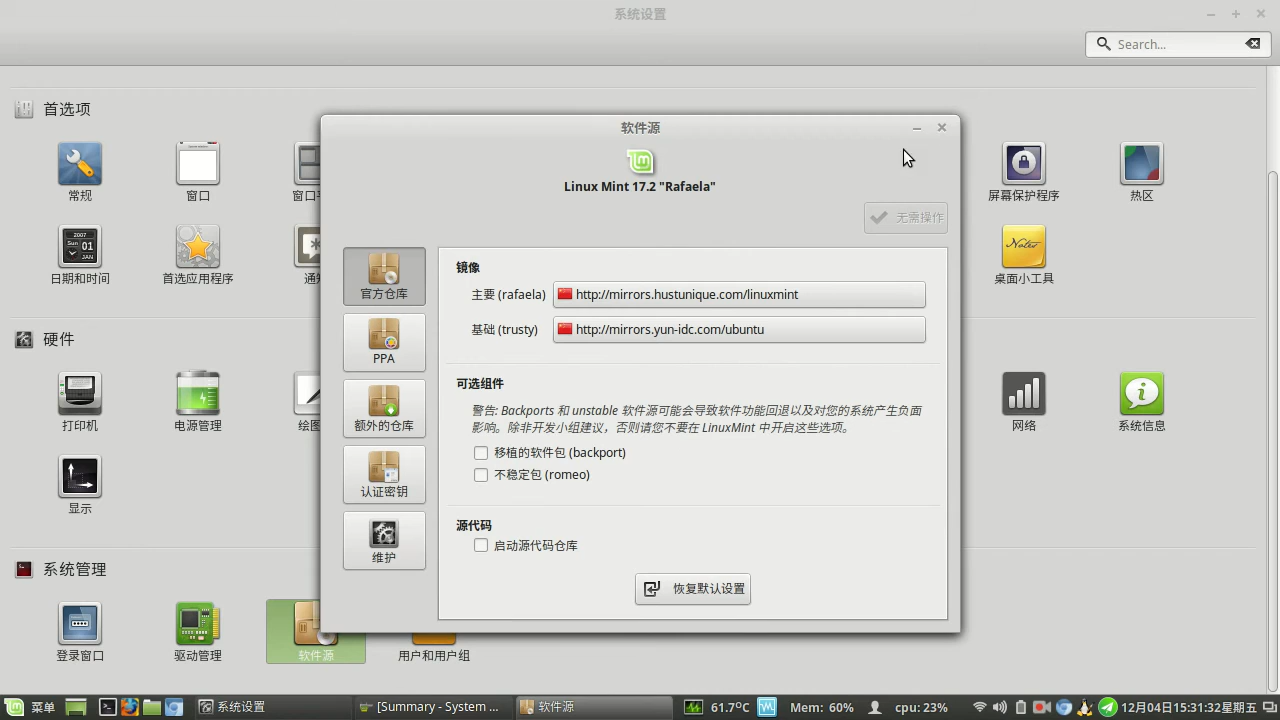 系统设置
Search...
首选项
常规
窗口
窗口平
屏幕保护程序
热区
2007
Sun 01
JAN
日期和时间
首选应用程序
通知
Notes
桌面小工具
硬件
打印机
电源管理
绘图
网络
系统信息
显示
系统管理
登录窗口
驱动管理
软件源
用户和用户组
软件源
Linux Mint 17.2 "Rafaela"
无需操作
官方仓库
PPA
额外的仓库
认证密钥
维护
镜像
主要 (rafaela)
http://mirrors.hustunique.com/linuxmint
基础 (trusty)
http://mirrors.yun-idc.com/ubuntu
可选组件
警告: Backports 和 unstable 软件源可能会导致软件功能回退以及对您的系统产生负面
影响。除非开发小组建议，否则请您不要在 LinuxMint 中开启这些选项。
移植的软件包 (backport)
不稳定包 (romeo)
源代码
启动源代码仓库
恢复默认设置
菜单
系统设置
[Summary - System ...
软件源
61.7°C
Mem: 60%
cpu: 23%
12月04日15:31:32星期五